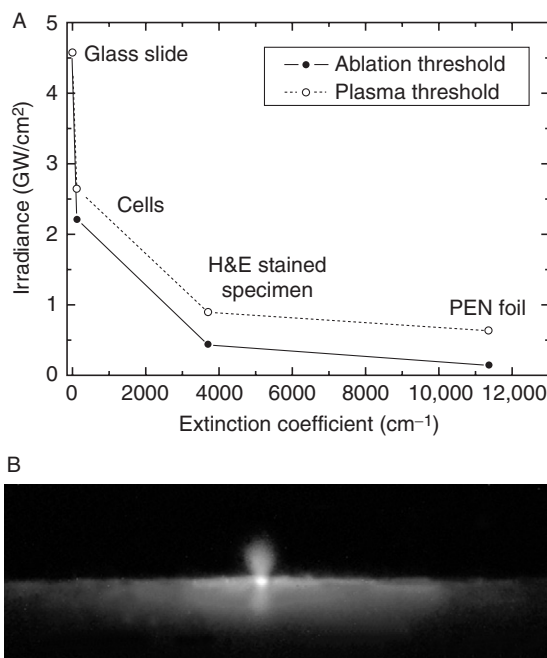 A
5
4
3
2
1
0
Irradiance (GW/cm²)
Glass slide
Ablation threshold
Plasma threshold
Cells
H&E stained
specimen
PEN foil
0 2000 4000 6000 8000 10,000 12,000
Extinction coefficient (cm⁻¹)
B